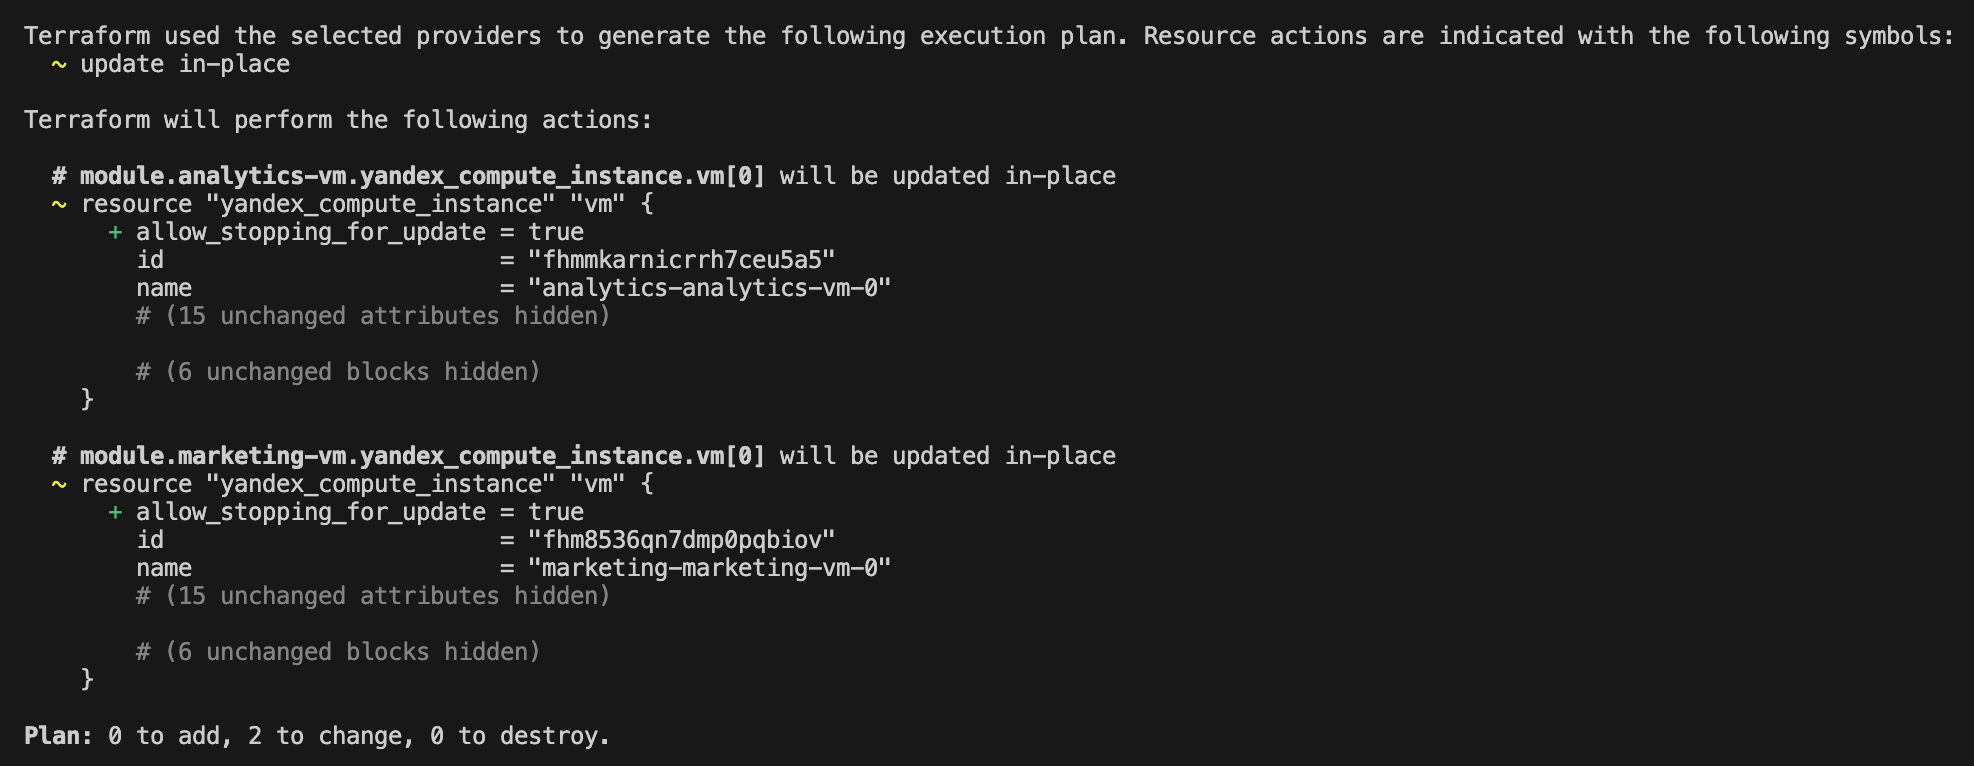 Terraform used the selected providers to generate the following execution plan. Resource actions are indicated with the following symbols:
  ~ update in-place

Terraform will perform the following actions:

  # module.analytics-vm.yandex_compute_instance.vm[0] will be updated in-place
  ~ resource "yandex_compute_instance" "vm" {
      + allow_stopping_for_update = true
        id                        = "fhmmkarnicrrh7ceu5a5"
        name                      = "analytics-analytics-vm-0"
        # (15 unchanged attributes hidden)

        # (6 unchanged blocks hidden)
    }

  # module.marketing-vm.yandex_compute_instance.vm[0] will be updated in-place
  ~ resource "yandex_compute_instance" "vm" {
      + allow_stopping_for_update = true
        id                        = "fhm8536qn7dmp0pqbiov"
        name                      = "marketing-marketing-vm-0"
        # (15 unchanged attributes hidden)

        # (6 unchanged blocks hidden)
    }

Plan: 0 to add, 2 to change, 0 to destroy.